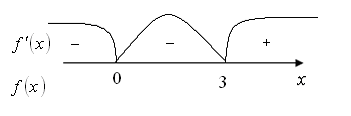 f'(x) – – +
0 3 x
f(x)